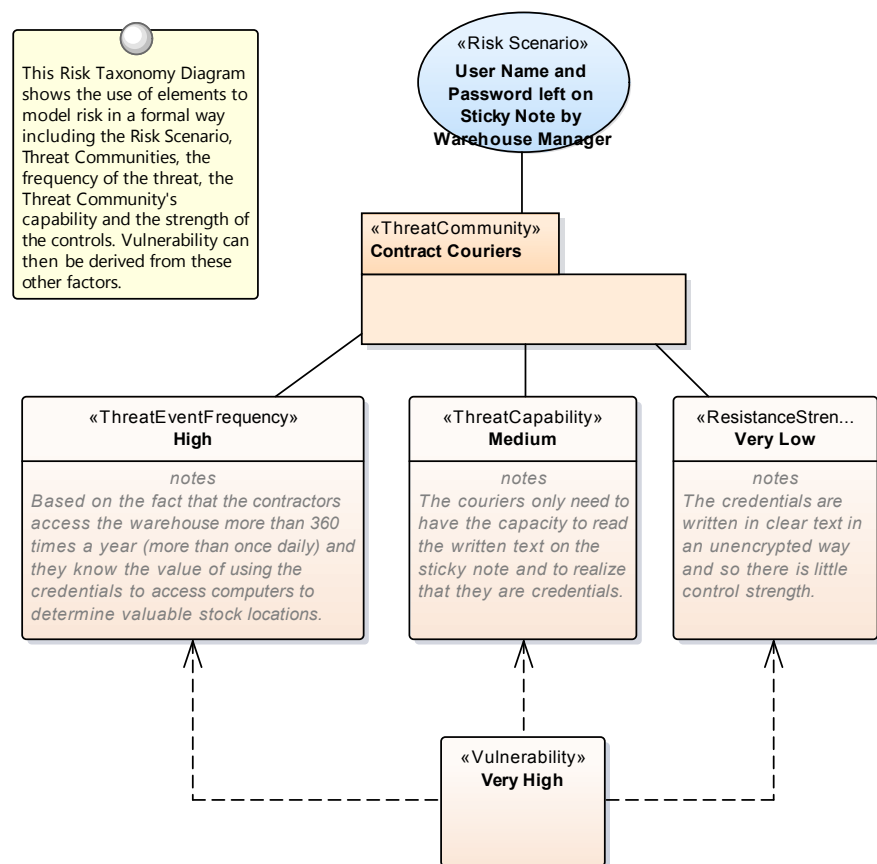 This Risk Taxonomy Diagram
shows the use of elements to
model risk in a formal way
including the Risk Scenario,
Threat Communities, the
frequency of the threat, the
Threat Community's
capability and the strength of
the controls. Vulnerability can
then be derived from these
other factors.
«Risk Scenario»
User Name and
Password left on
Sticky Note by
Warehouse Manager
«ThreatCommunity»
Contract Couriers
«ThreatEventFrequency»
High
notes
Based on the fact that the contractors
access the warehouse more than 360
times a year (more than once daily) and
they know the value of using the
credentials to access computers to
determine valuable stock locations.
«ThreatCapability»
Medium
notes
The couriers only need to
have the capacity to read
the written text on the
sticky note and to realize
that they are credentials.
«ResistanceStren...
Very Low
notes
The credentials are
written in clear text in
an unencrypted way
and so there is little
control strength.
«Vulnerability»
Very High